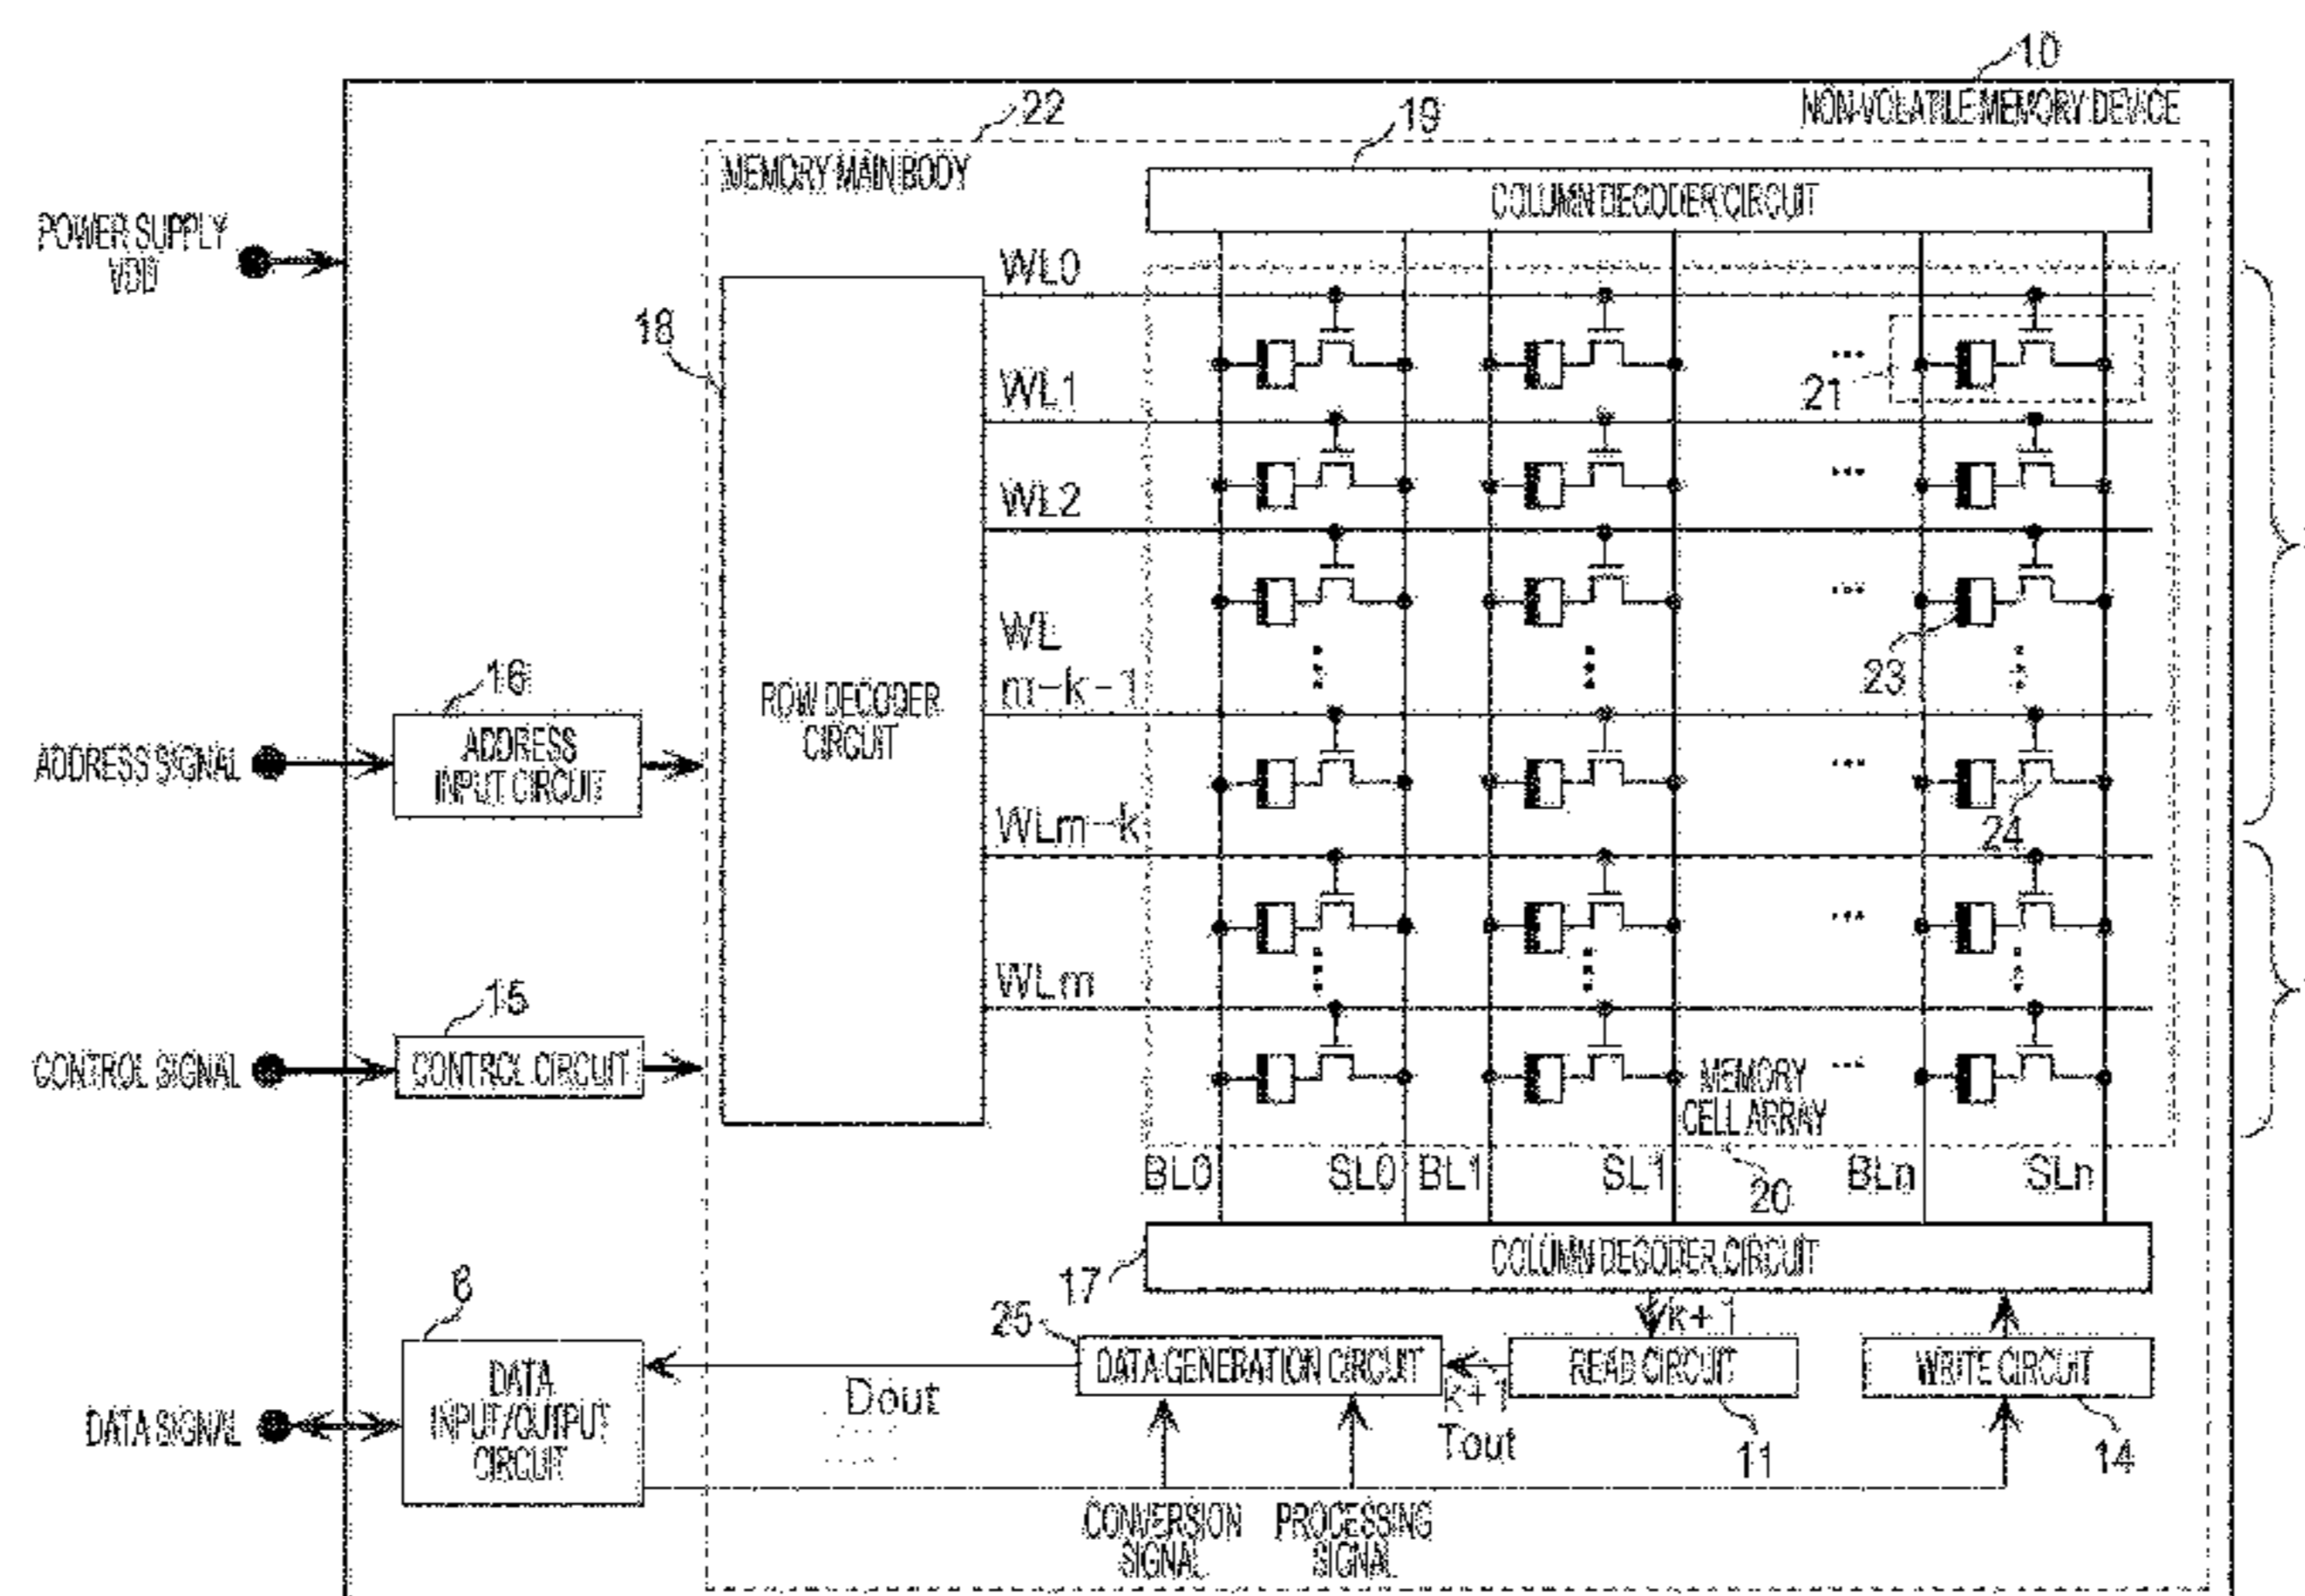 10
NON-VOLATILE MEMORY DEVICE
22
19
MEMORY MAIN BODY
COLUMN DECODER CIRCUIT
POWER SUPPLY
VDD
WL0
18
21
WL1
WL2
WL
m-k-1
23
16
ROW DECODER
CIRCUIT
ADDRESS SIGNAL
ADDRESS
INPUT CIRCUIT
WLm-k
24
15
WLm
CONTROL SIGNAL
CONTROL CIRCUIT
MEMORY
CELL ARRAY
BL0
SL0
BL1
SL1
20
BLn
SLn
17
COLUMN DECODER CIRCUIT
6
25
k+1
DATA GENERATION CIRCUIT
READ CIRCUIT
WRITE CIRCUIT
DATA SIGNAL
DATA
INPUT/OUTPUT
CIRCUIT
Dout
k+1
Tout
11
14
CONVERSION
SIGNAL
PROCESSING
SIGNAL